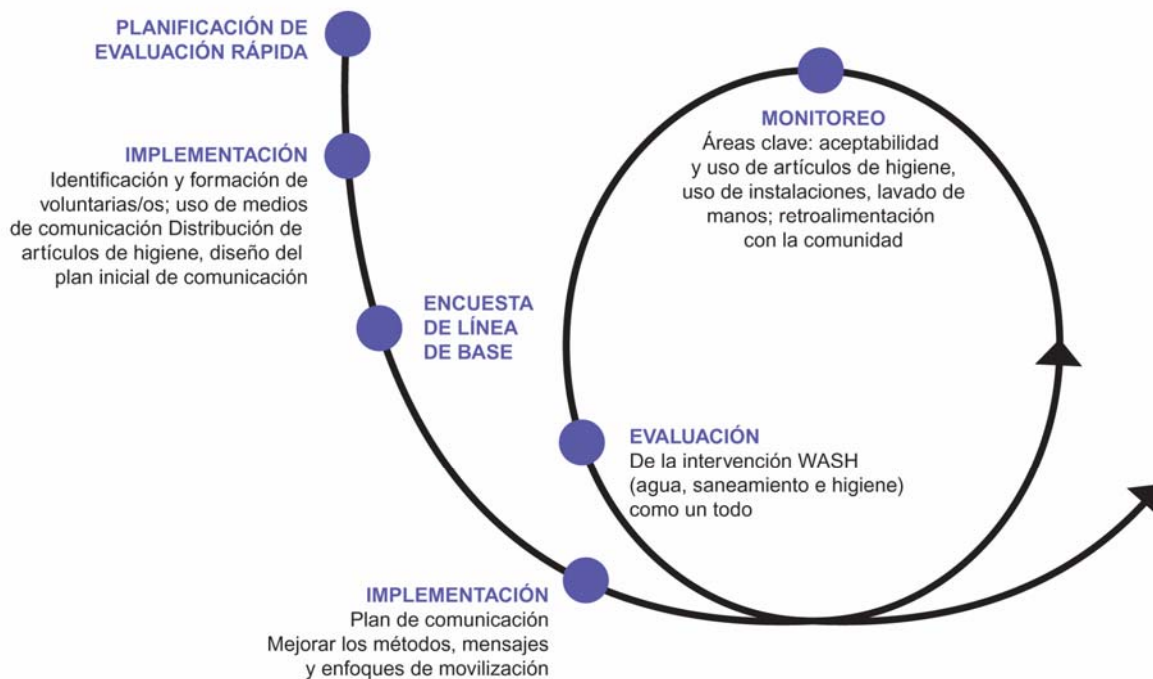 PLANIFICACIÓN DE
EVALUACIÓN RÁPIDA
IMPLEMENTACIÓN
Identificación y formación de
voluntarias/os; uso de medios
de comunicación Distribución de
artículos de higiene, diseño del
plan inicial de comunicación
ENCUESTA
DE LÍNEA
DE BASE
IMPLEMENTACIÓN
Plan de comunicación
Mejorar los métodos, mensajes
y enfoques de movilización
MONITOREO
Áreas clave: aceptabilidad
y uso de artículos de higiene,
uso de instalaciones, lavado de
manos; retroalimentación
con la comunidad
EVALUACIÓN
De la intervención WASH
(agua, saneamiento e higiene)
como un todo